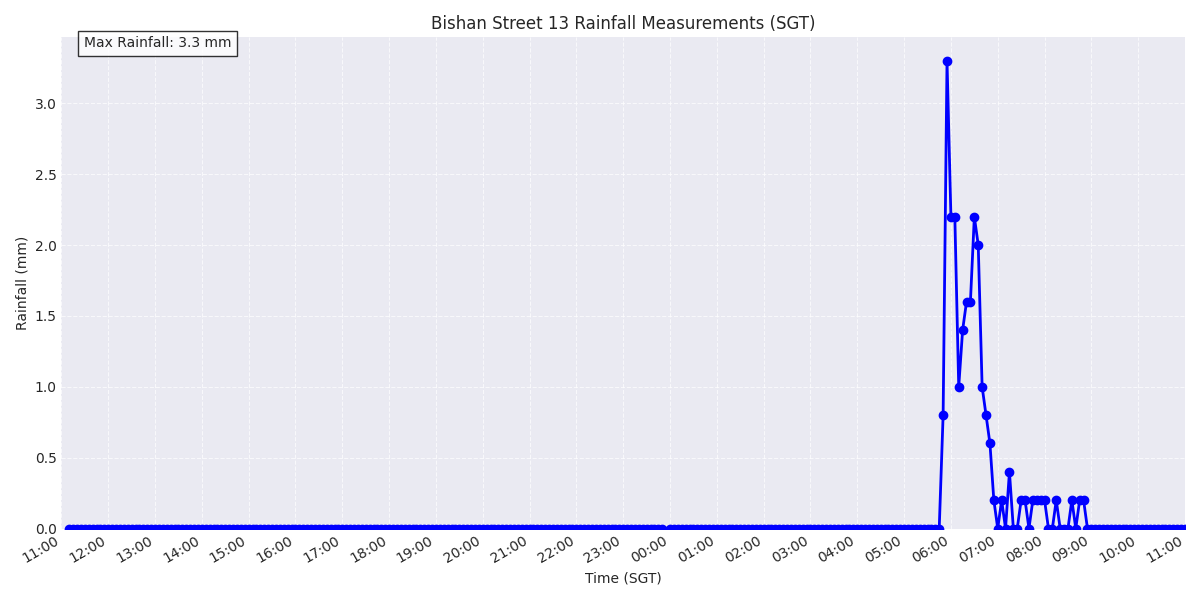 Bishan Street 13 Rainfall Measurements (SGT)
Max Rainfall: 3.3 mm
Rainfall (mm)
3.0
2.5
2.0
1.5
1.0
0.5
0.0
11:00 12:00 13:00 14:00 15:00 16:00 17:00 18:00 19:00 20:00 21:00 22:00 23:00 00:00 01:00 02:00 03:00 04:00 05:00 06:00 07:00 08:00 09:00 10:00 11:00
Time (SGT)